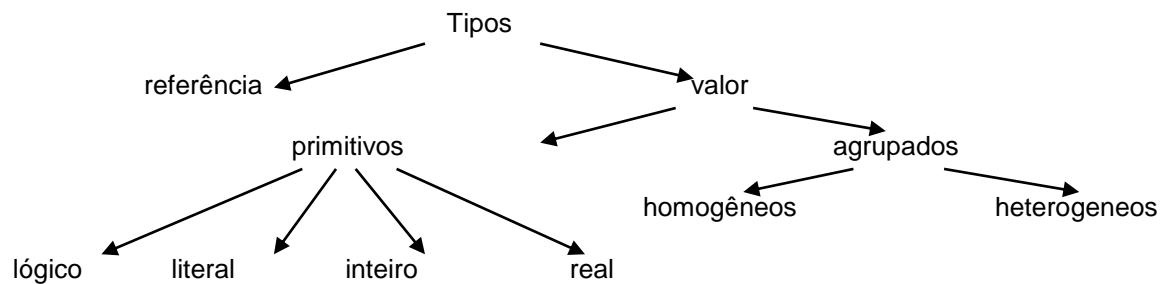 Tipos
referência valor
primitivos agrupados
homogêneos heterogeneos
lógico literal inteiro real